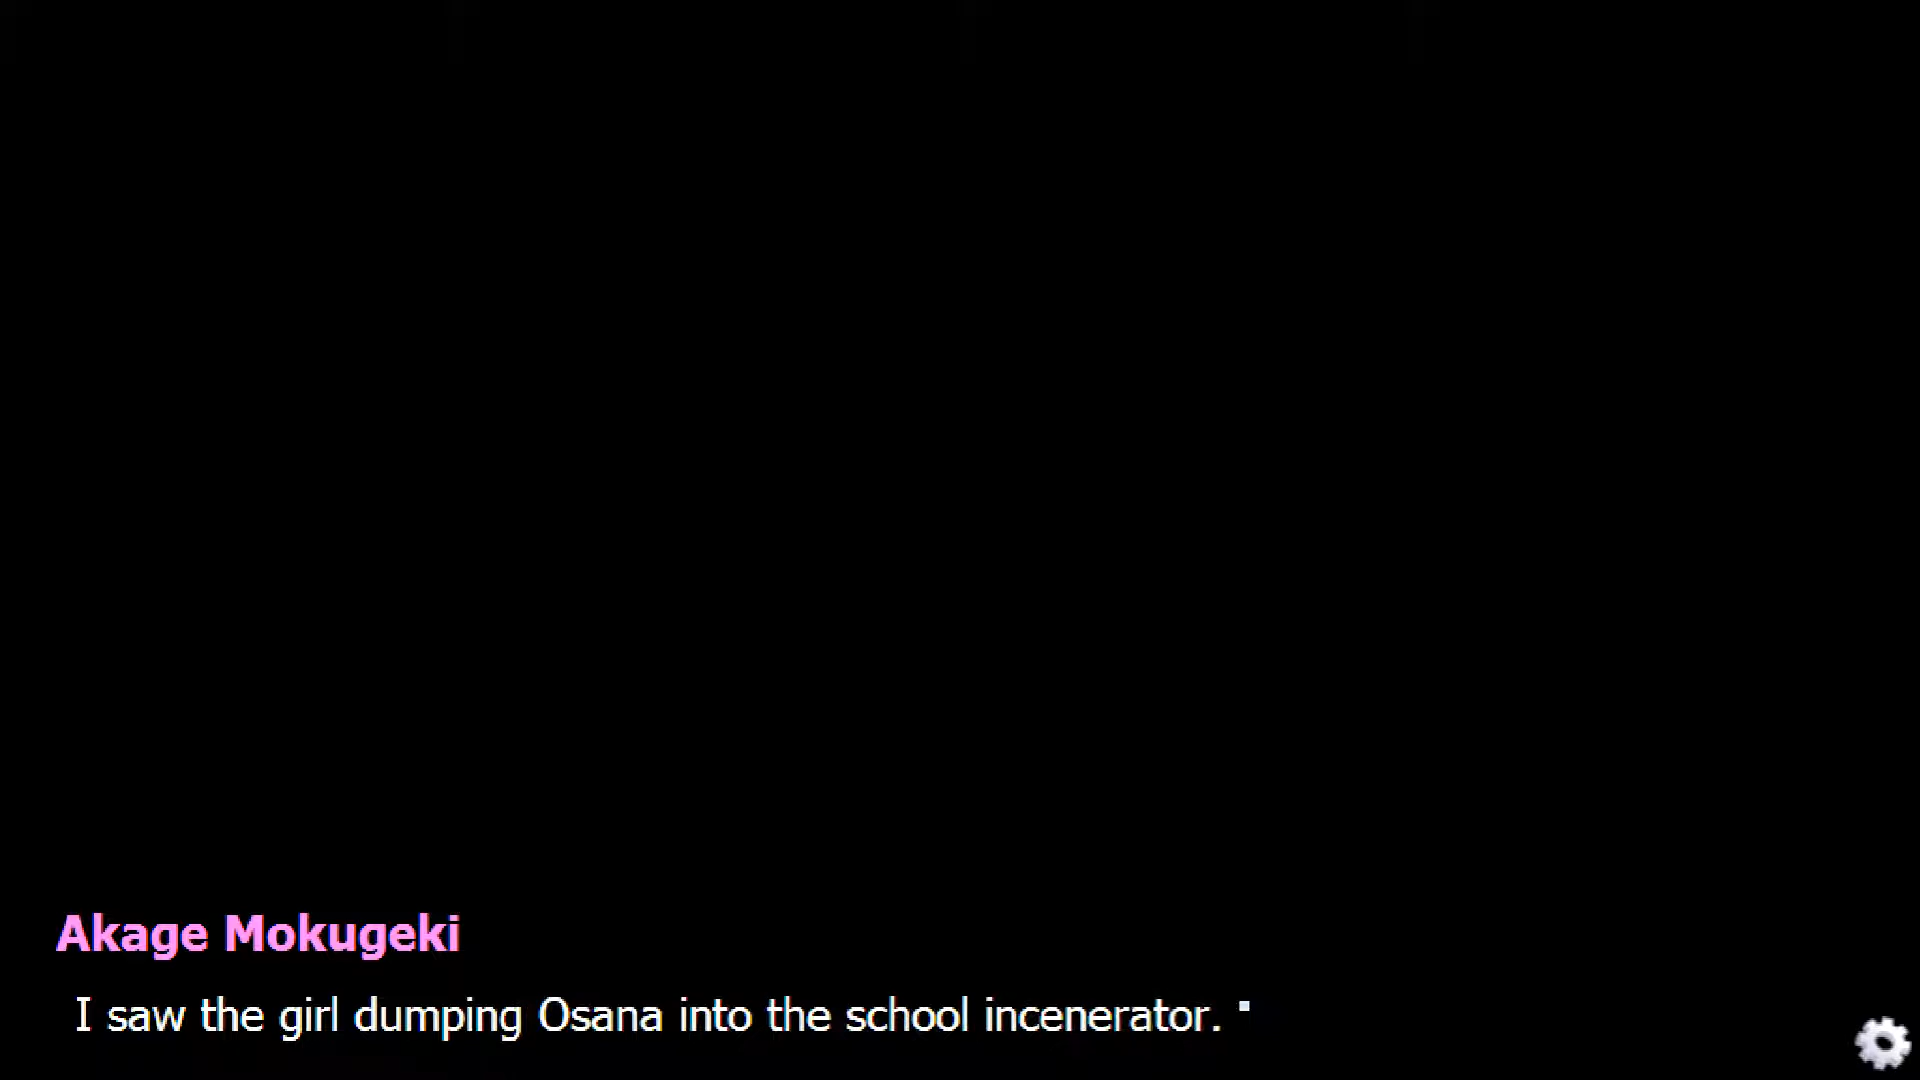 Akage Mokugeki
I saw the girl dumping Osana into the school incenerator.